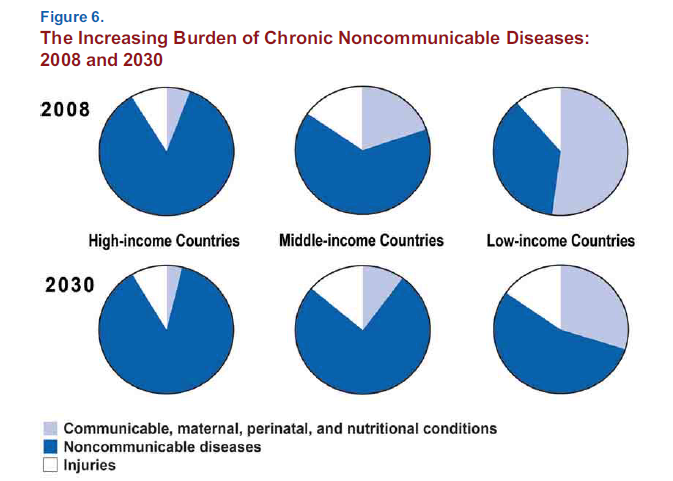 Figure 6.
The Increasing Burden of Chronic Noncommunicable Diseases:
2008 and 2030
2008
High-income Countries
Middle-income Countries
Low-income Countries
2030
Communicable, maternal, perinatal, and nutritional conditions
Noncommunicable diseases
Injuries